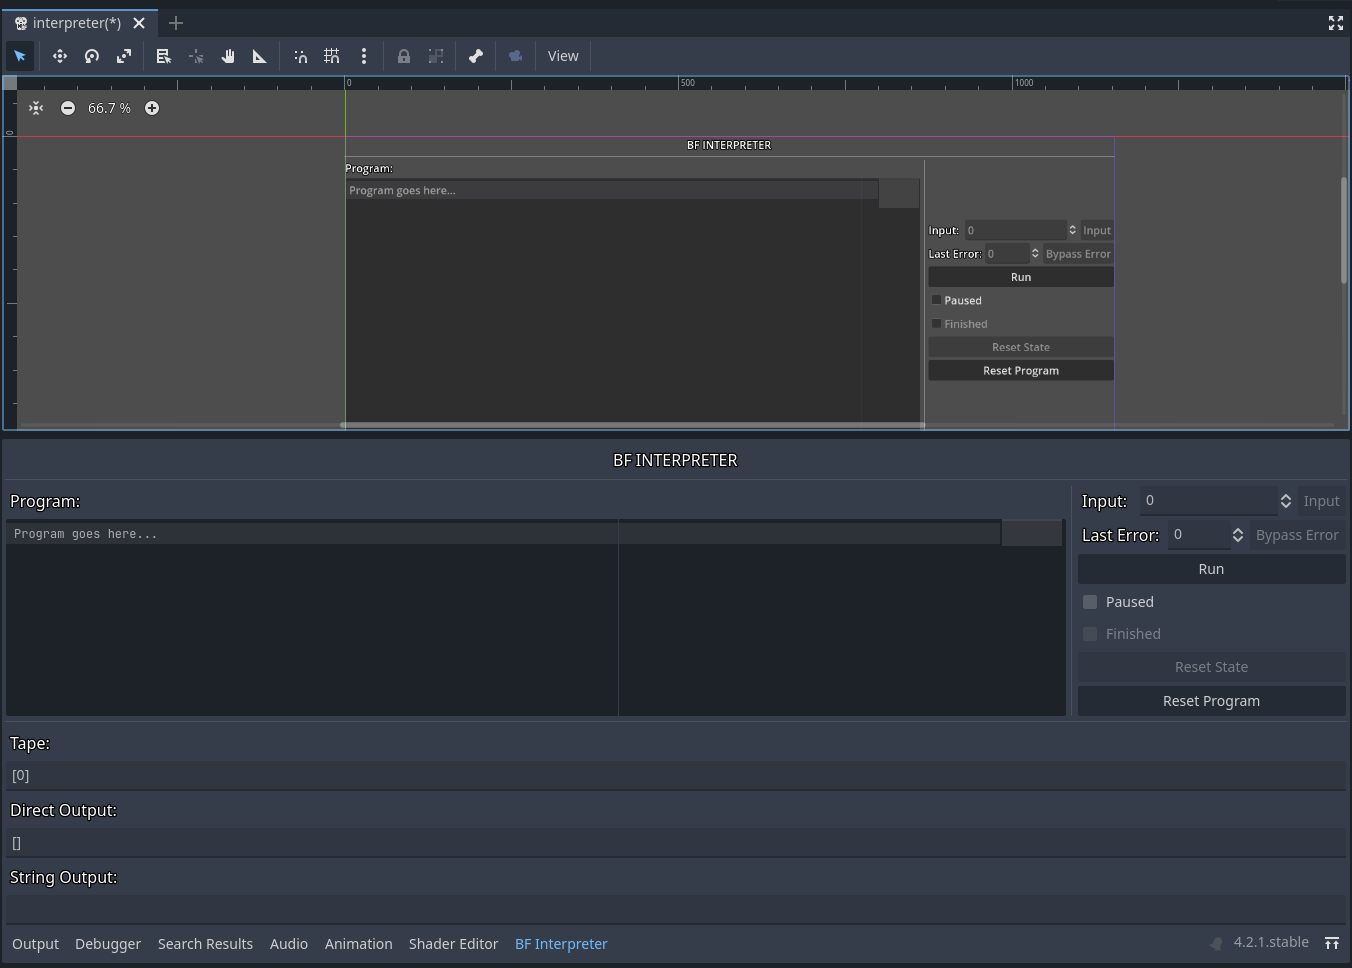 interpreter(*)
View
0 500 1000
0
66.7 %
BF INTERPRETER
Program:
Program goes here...
Input: 0 Input
Last Error: 0 Bypass Error
Run
Paused
Finished
Reset State
Reset Program
BF INTERPRETER
Program:
Program goes here...
Input: 0 Input
Last Error: 0 Bypass Error
Run
Paused
Finished
Reset State
Reset Program
Tape:
[0]
Direct Output:
[]
String Output:
Output Debugger Search Results Audio Animation Shader Editor BF Interpreter 4.2.1.stable